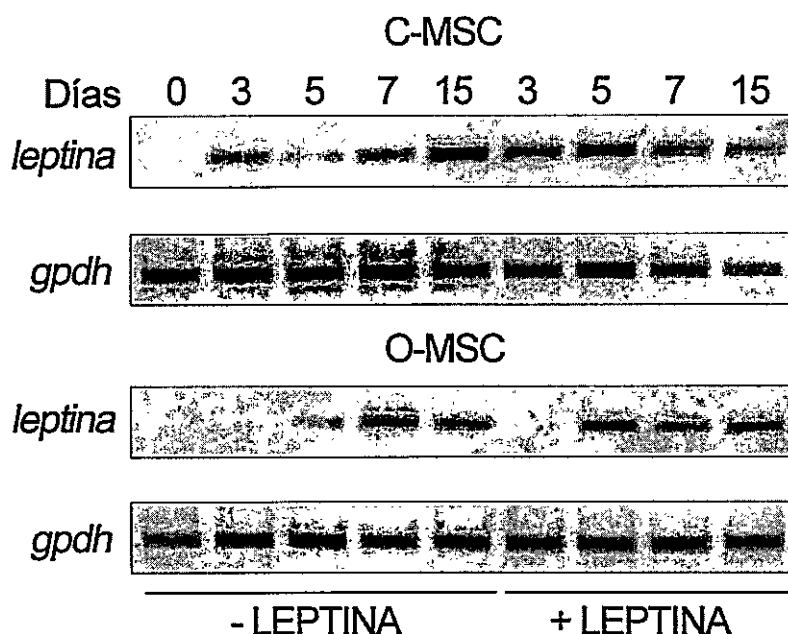 C-MSC
Días 0 3 5 7 15 3 5 7 15
leptina
gpdh
O-MSC
leptina
gpdh
- LEPTINA + LEPTINA